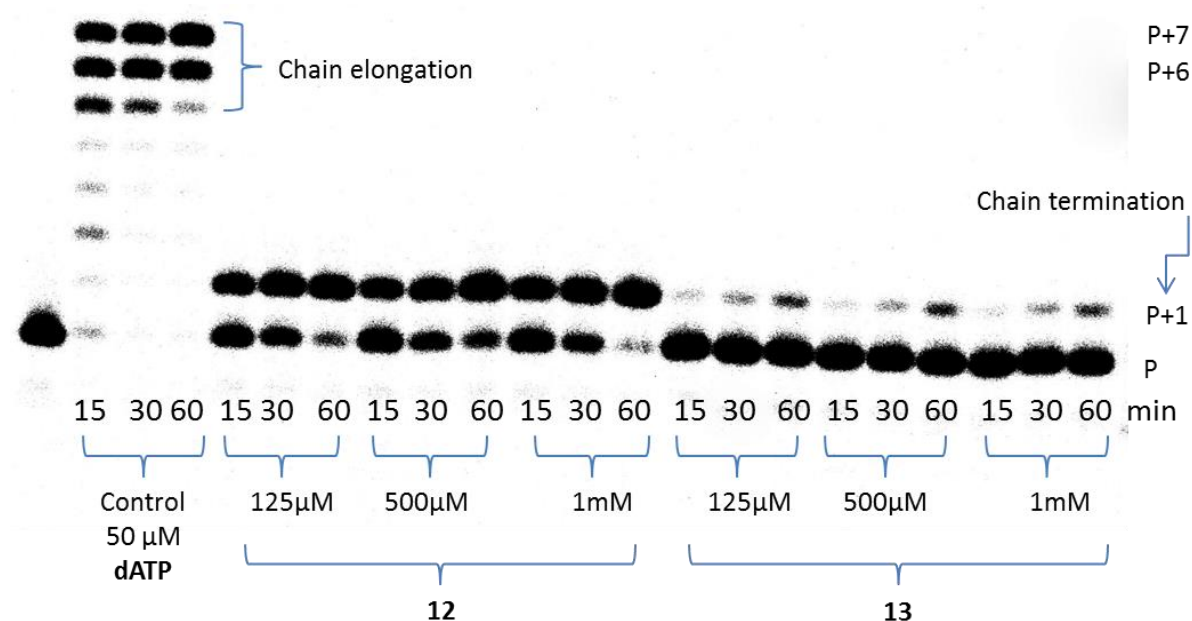 P+7
Chain elongation
P+6
Chain termination
P+1
P
15 30 60 15 30 60 15 30 60 15 30 60 15 30 60 15 30 60 15 30 60 min
Control 125µM 500µM 1mM 125µM 500µM 1mM
50 µM
dATP
12 13